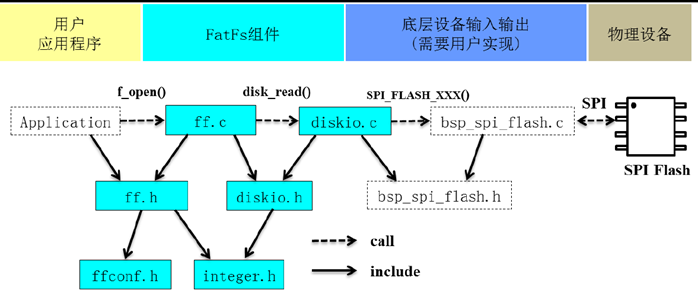 用户
应用程序
FatFs组件
底层设备输入输出
(需要用户实现)
物理设备
f_open()
disk_read()
SPI_FLASH_XXX()
SPI
Application
ff.c
diskio.c
bsp_spi_flash.c
SPI Flash
ff.h
diskio.h
bsp_spi_flash.h
call
ffconf.h
integer.h
include